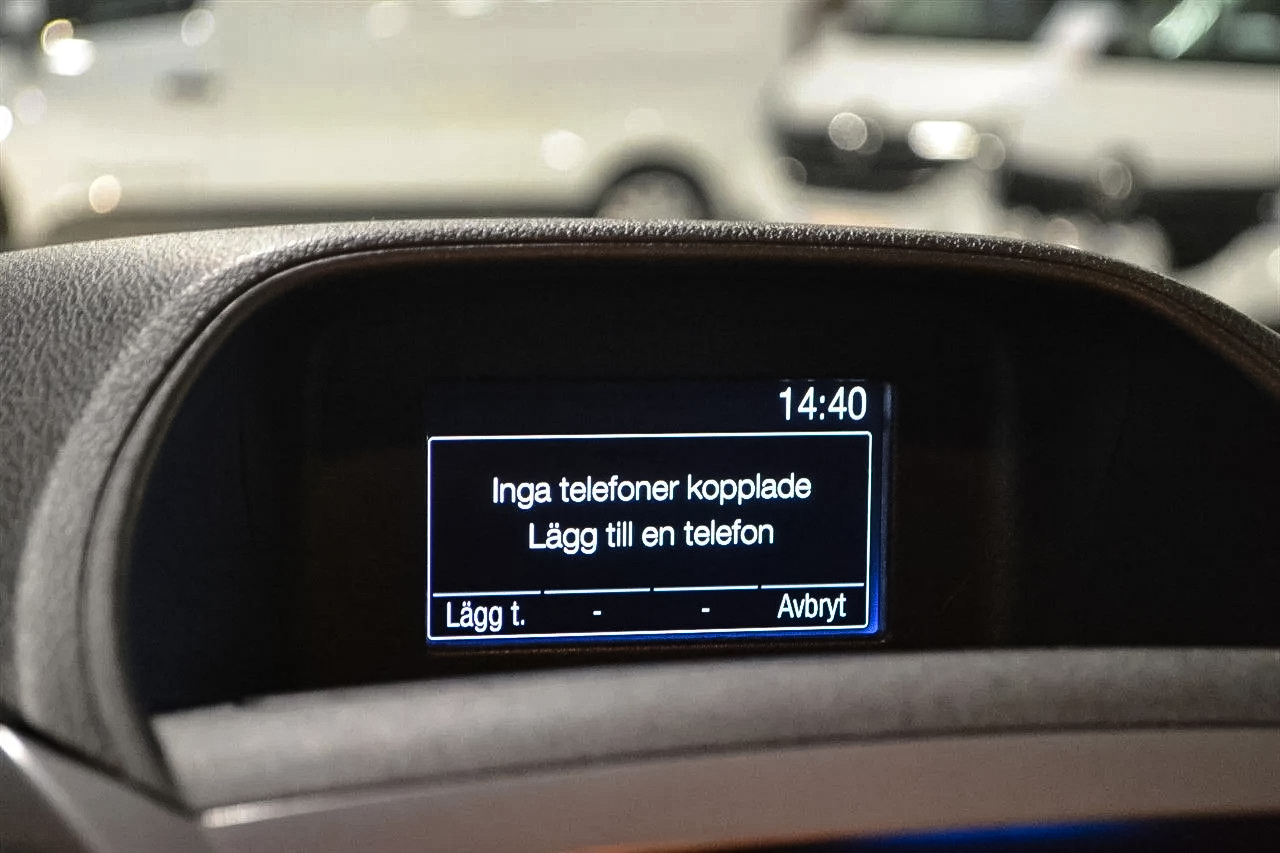 14:40
Inga telefoner kopplade
Lägg till en telefon
Lägg t. - - Avbryt